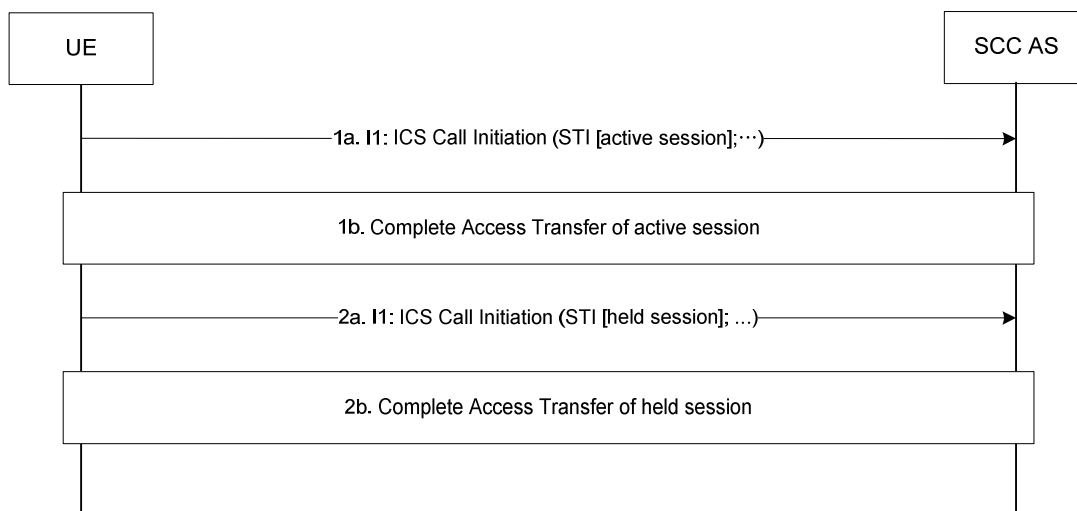 UE
SCC AS
1a. I1: ICS Call Initiation (STI [active session];⋯)
1b. Complete Access Transfer of active session
2a. I1: ICS Call Initiation (STI [held session]; ...)
2b. Complete Access Transfer of held session